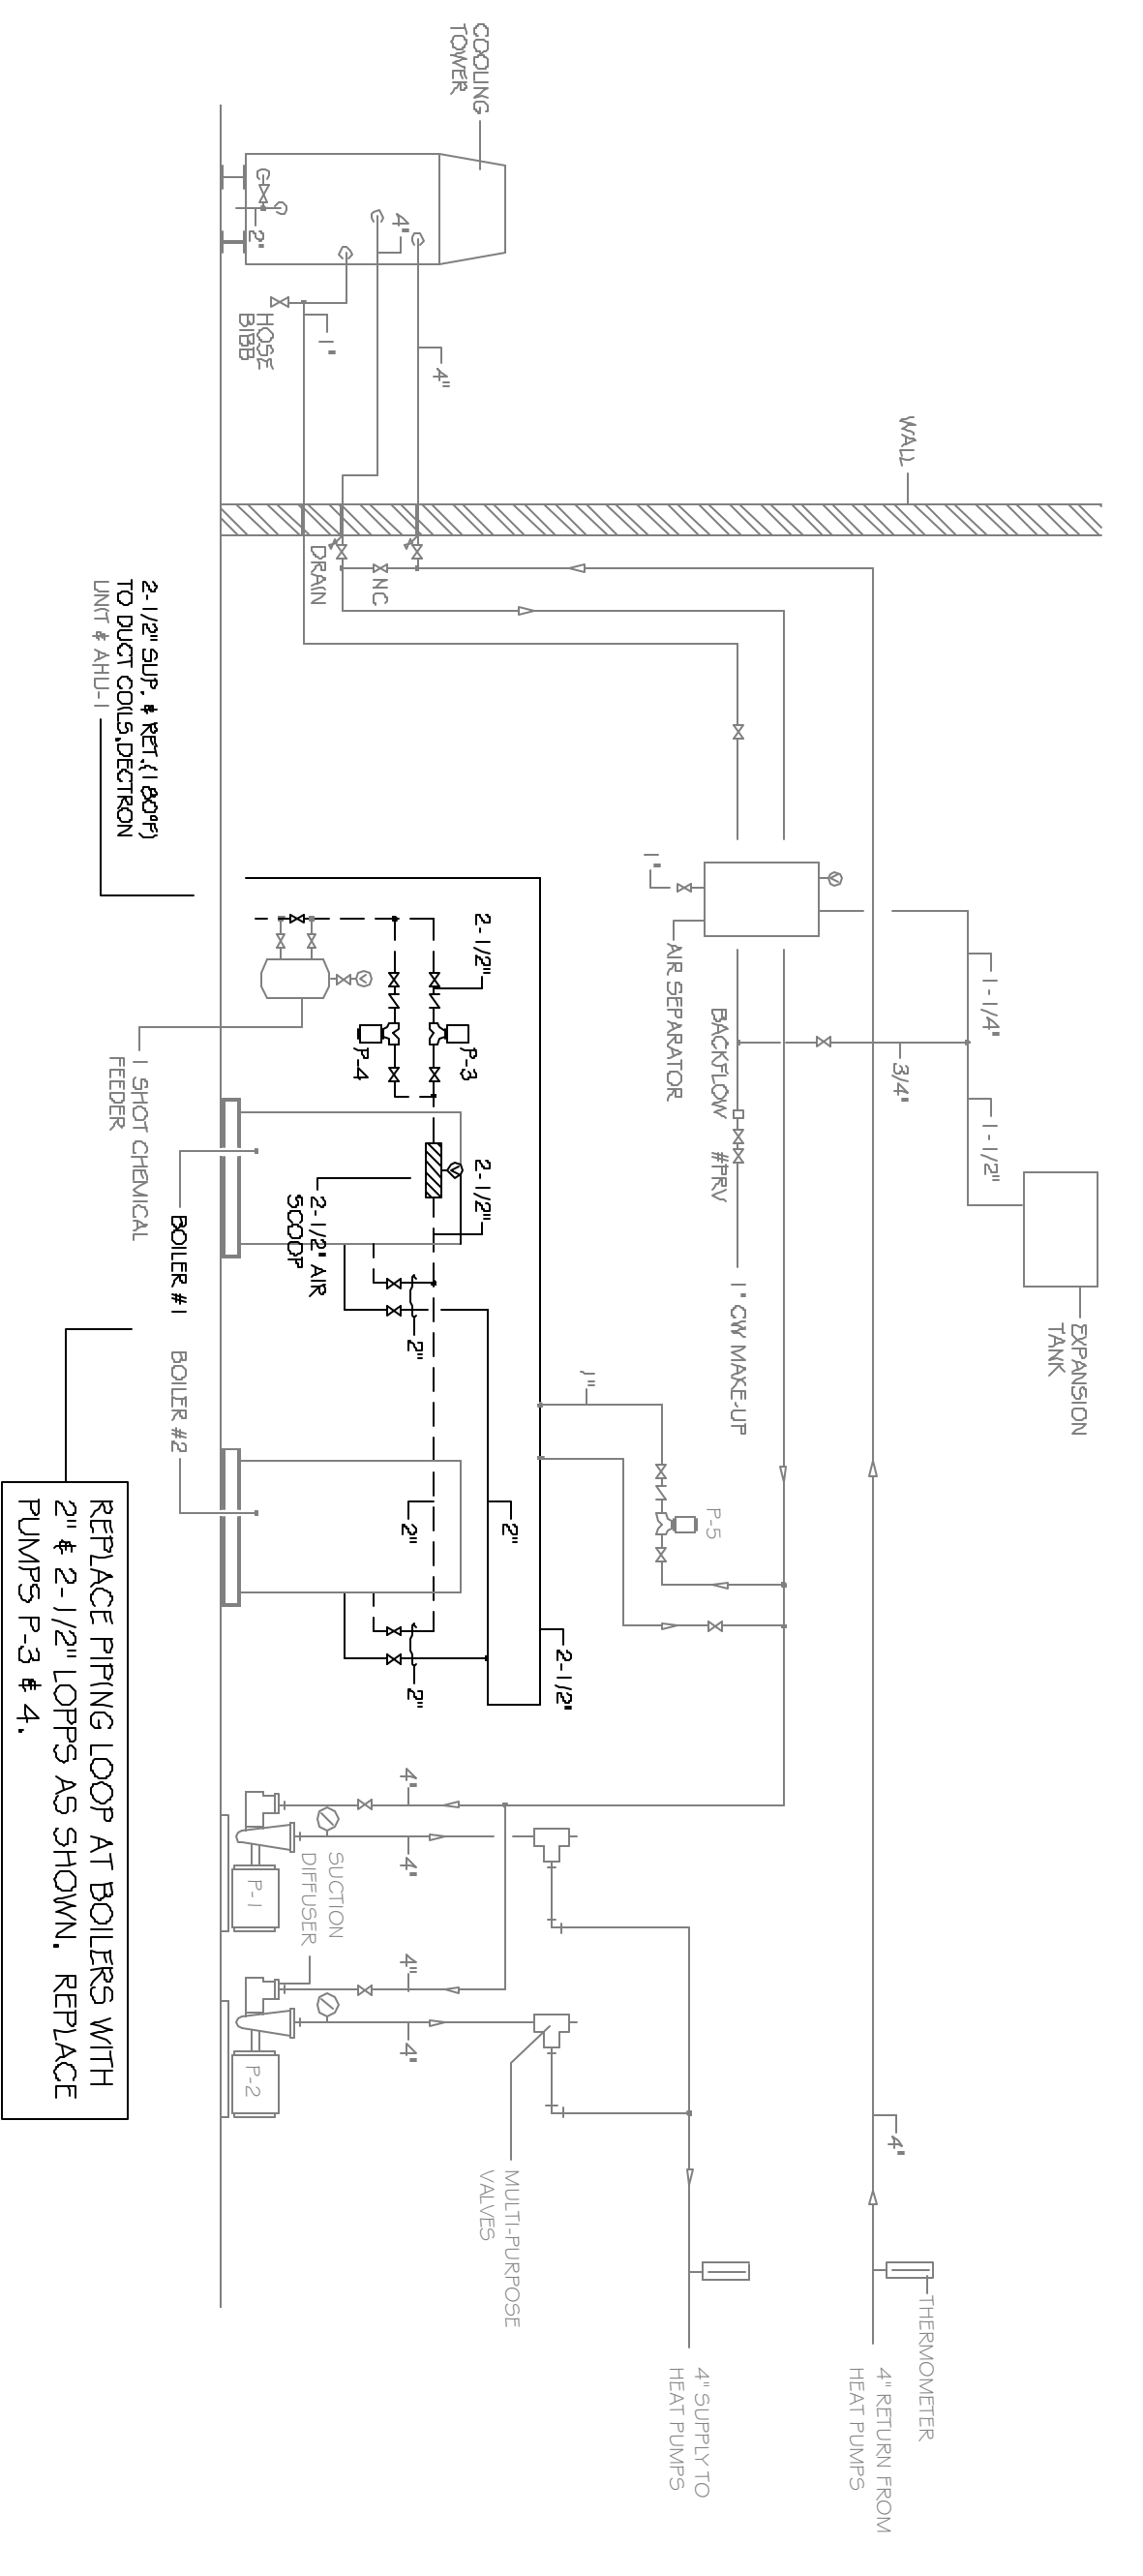 COOLING
TOWER
2"
4"
HOSE
BIBB
1"
4"
WALL
DRAIN
NC
2-1/2" SUP. & RET.(180°F)
TO DUCT COILS,DECTRON
UNIT & AHU-1
1"
AIR SEPARATOR
BACKFLOW #PRV
1" CW MAKE-UP
1-1/4"
3/4"
1-1/2"
EXPANSION
TANK
2-1/2"
P-3
P-4
1 SHOT CHEMICAL
FEEDER
2-1/2"
2-1/2" AIR
SCOOP
BOILER #1
BOILER #2
2"
1"
P-5
2"
2"
2"
2-1/2"
REPLACE PIPING LOOP AT BOILERS WITH
2" & 2-1/2" LOPPS AS SHOWN. REPLACE
PUMPS P-3 & 4.
4"
4"
SUCTION
DIFFUSER
P-1
4"
4"
P-2
MULTI-PURPOSE
VALVES
4"
THERMOMETER
4" RETURN FROM
HEAT PUMPS
4" SUPPLY TO
HEAT PUMPS